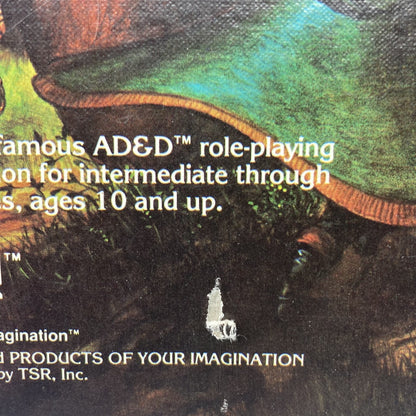 famous AD&D™ role-playing
on for intermediate through
s, ages 10 and up.
™
agination™
d PRODUCTS OF YOUR IMAGINATION
by TSR, Inc.